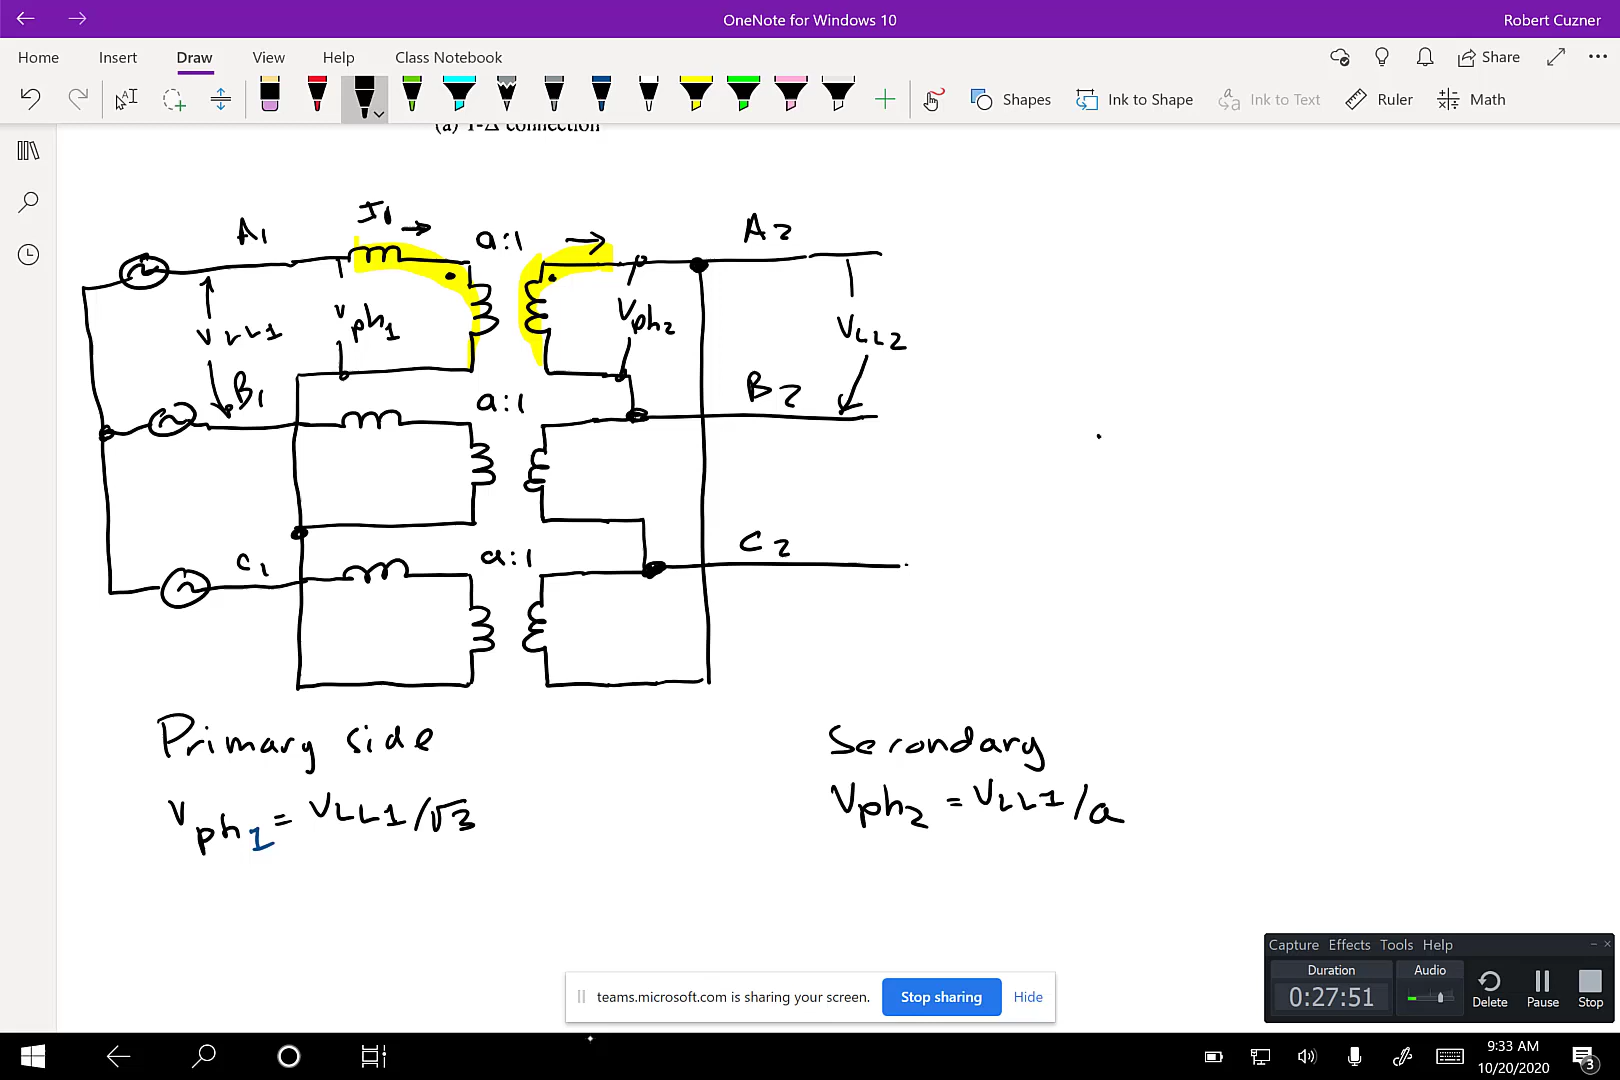 OneNote for Windows 10
Robert Cuzner
Home Insert Draw View Help Class Notebook
Share
Shapes Ink to Shape Ink to Text Ruler Math
(a) Y-Δ connection
I1
A1 a:1 A2
VLL1 Vph1 Vph2 VLL2
B1 a:1 B2
C1 a:1 C2
Primary side
Vph1 = VLL1/√3
Secondary
Vph2 = VLL1/a
Capture Effects Tools Help
Duration Audio
0:27:51
Delete Pause Stop
teams.microsoft.com is sharing your screen. Stop sharing Hide
9:33 AM
10/20/2020
3